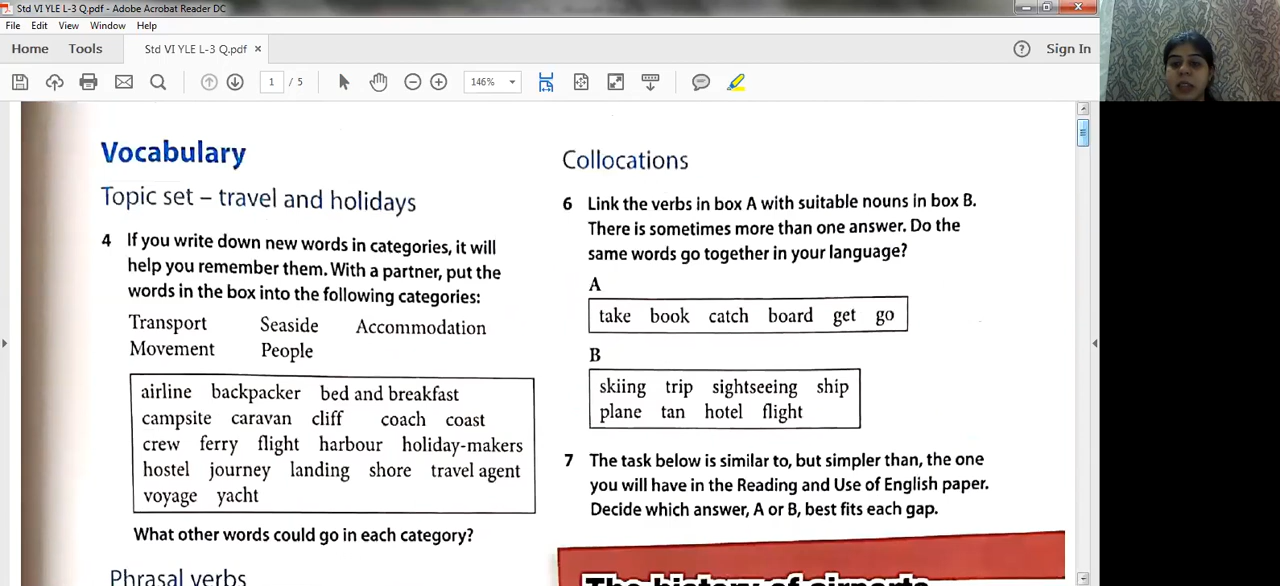 Std VI YLE L-3 Q.pdf - Adobe Acrobat Reader DC
File Edit View Window Help
Home Tools Std VI YLE L-3 Q.pdf × Sign In
1 / 5 146%
Vocabulary
Topic set – travel and holidays
4 If you write down new words in categories, it will
help you remember them. With a partner, put the
words in the box into the following categories:
Transport Seaside Accommodation
Movement People
airline backpacker bed and breakfast
campsite caravan cliff coach coast
crew ferry flight harbour holiday-makers
hostel journey landing shore travel agent
voyage yacht
What other words could go in each category?
Phrasal verbs
Collocations
6 Link the verbs in box A with suitable nouns in box B.
There is sometimes more than one answer. Do the
same words go together in your language?
A
take book catch board get go
B
skiing trip sightseeing ship
plane tan hotel flight
7 The task below is similar to, but simpler than, the one
you will have in the Reading and Use of English paper.
Decide which answer, A or B, best fits each gap.
The history of airports